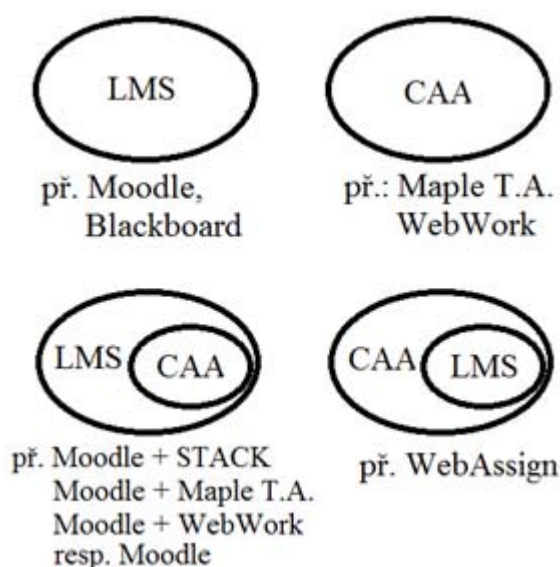 LMS
CAA
př. Moodle,
Blackboard
př.: Maple T.A.
WebWork
LMS
CAA
CAA
LMS
př. Moodle + STACK
Moodle + Maple T.A.
Moodle + WebWork
resp. Moodle
př. WebAssign